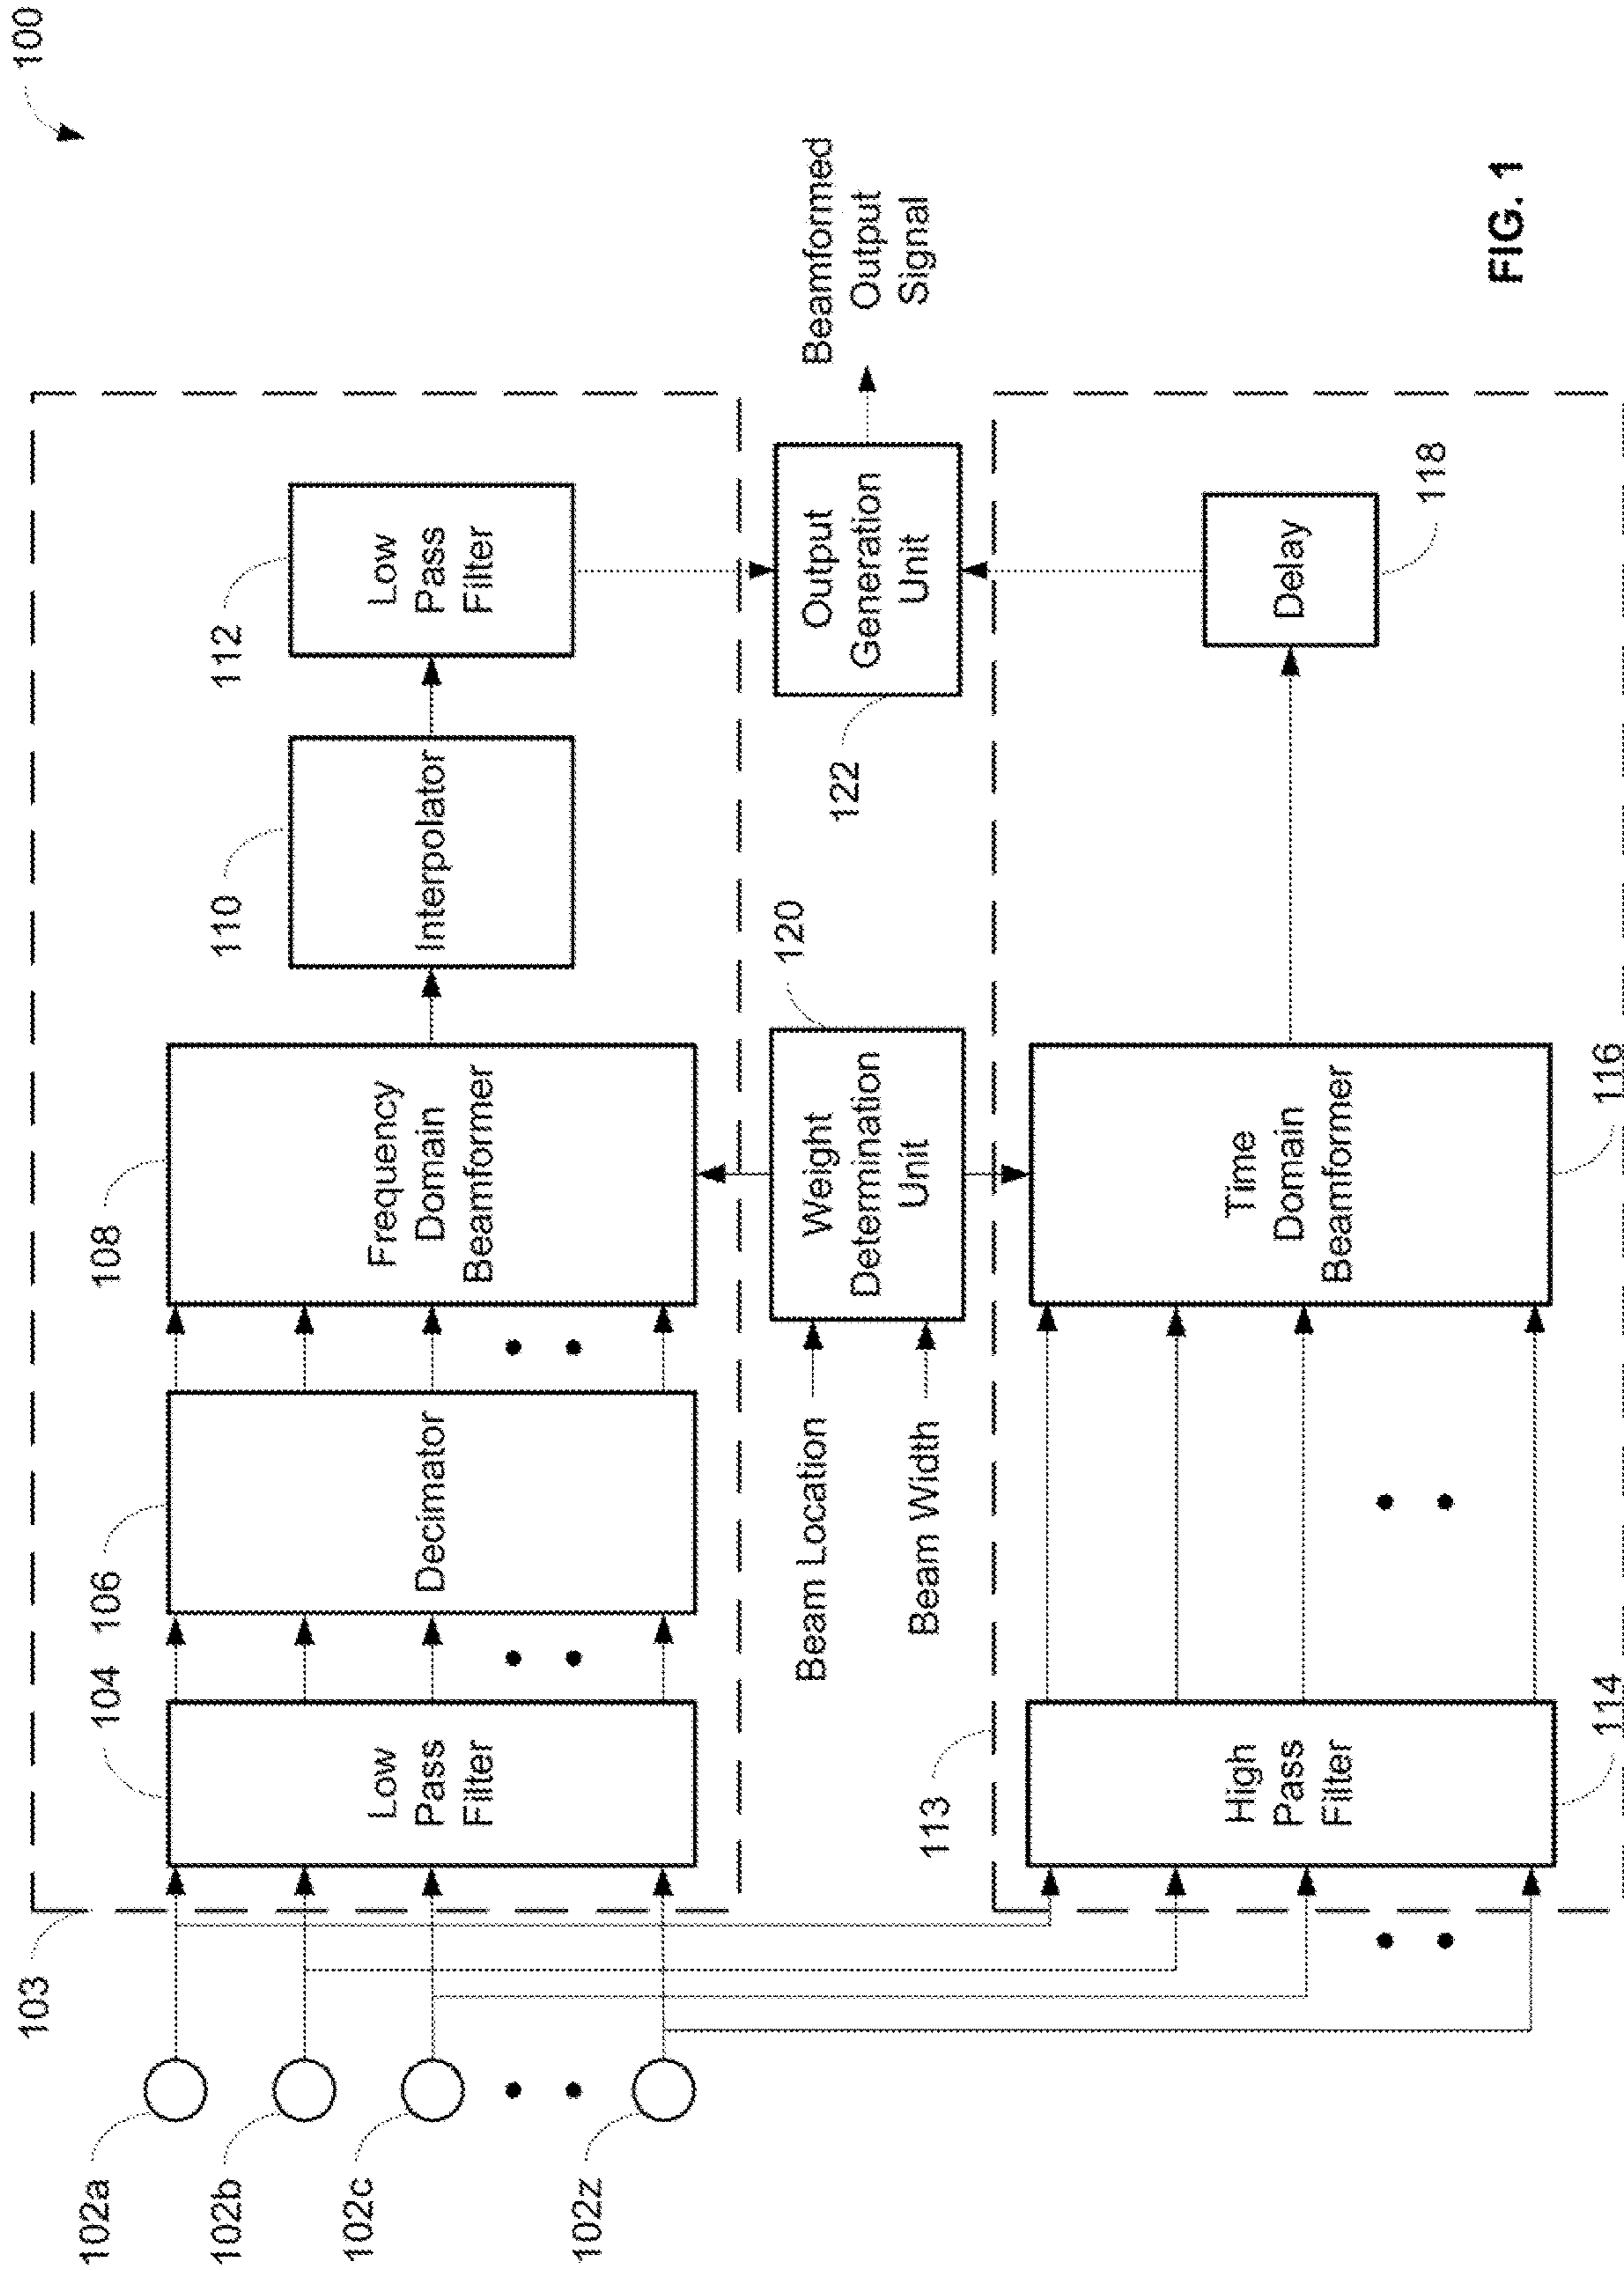 100
103
102a
102b
102c
102z
104
Low
Pass
Filter
106
Decimator
108
Frequency
Domain
Beamformer
110
Interpolator
112
Low
Pass
Filter
Beam Location
Beam Width
120
Weight
Determination
Unit
122
Output
Generation
Unit
Beamformed
Output
Signal
113
High
Pass
Filter
114
Time
Domain
Beamformer
116
Delay
118
FIG. 1